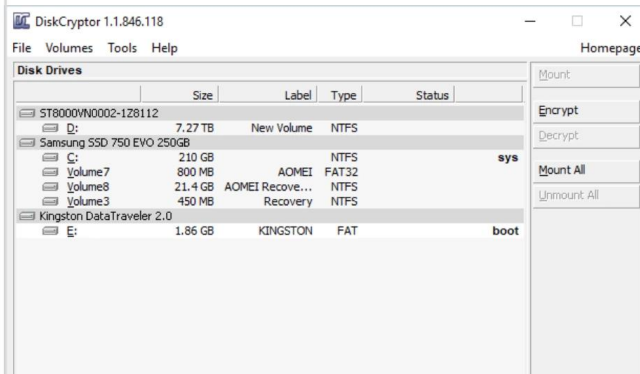 DiskCryptor 1.1.846.118
File Volumes Tools Help Homepage
Disk Drives
Size Label Type Status
ST8000VN0002-1Z8112
D: 7.27 TB New Volume NTFS
Samsung SSD 750 EVO 250GB
C: 210 GB NTFS sys
Volume7 800 MB AOMEI FAT32
Volume8 21.4 GB AOMEI Recove... NTFS
Volume3 450 MB Recovery NTFS
Kingston DataTraveler 2.0
E: 1.86 GB KINGSTON FAT boot
Mount
Encrypt
Decrypt
Mount All
Unmount All